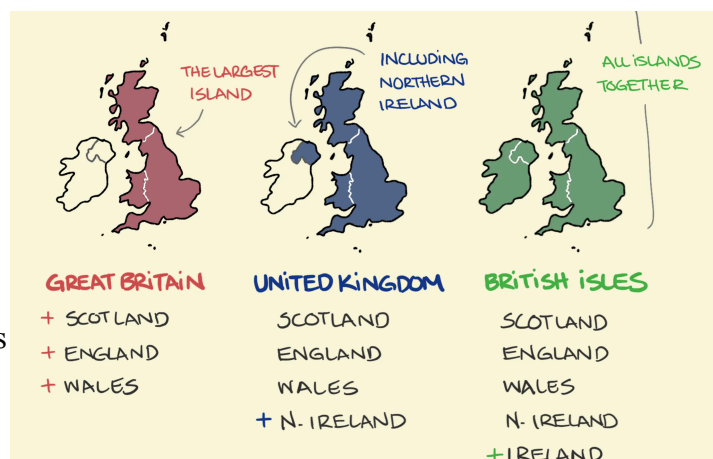 THE LARGEST
ISLAND
INCLUDING
NORTHERN
IRELAND
ALL ISLANDS
TOGETHER
GREAT BRITAIN
+ SCOTLAND
+ ENGLAND
+ WALES
UNITED KINGDOM
SCOTLAND
ENGLAND
WALES
+ N. IRELAND
BRITISH ISLES
SCOTLAND
ENGLAND
WALES
N. IRELAND
+ IRELAND
s